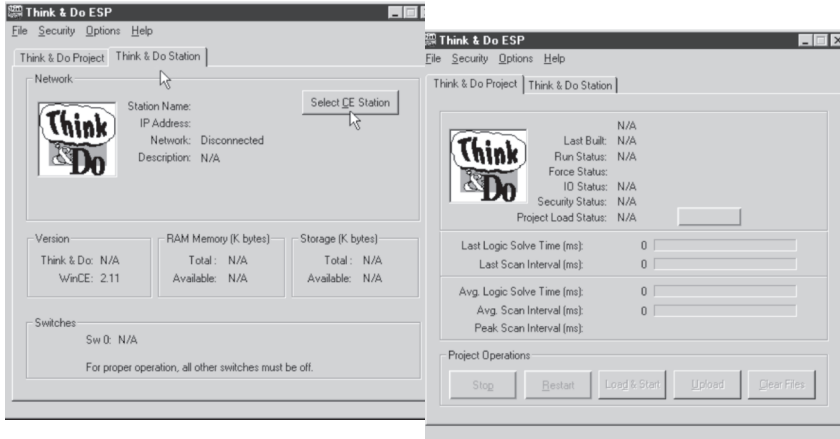 Think & Do ESP
File Security Options Help
Think & Do Project Think & Do Station
Network
Think & Do
Station Name:
IP Address:
Network: Disconnected
Description: N/A
Select CE Station
Version
Think & Do: N/A
WinCE: 2.11
RAM Memory (K bytes)
Total: N/A
Available: N/A
Storage (K bytes)
Total: N/A
Available: N/A
Switches
Sw 0: N/A
For proper operation, all other switches must be off.
Think & Do ESP
File Security Options Help
Think & Do Project Think & Do Station
Think & Do
N/A
Last Built: N/A
Run Status: N/A
Force Status:
IO Status: N/A
Security Status: N/A
Project Load Status: N/A
Last Logic Solve Time (ms): 0
Last Scan Interval (ms): 0
Avg. Logic Solve Time (ms): 0
Avg. Scan Interval (ms): 0
Peak Scan Interval (ms):
Project Operations
Stop Restart Load & Start Upload Clear Files